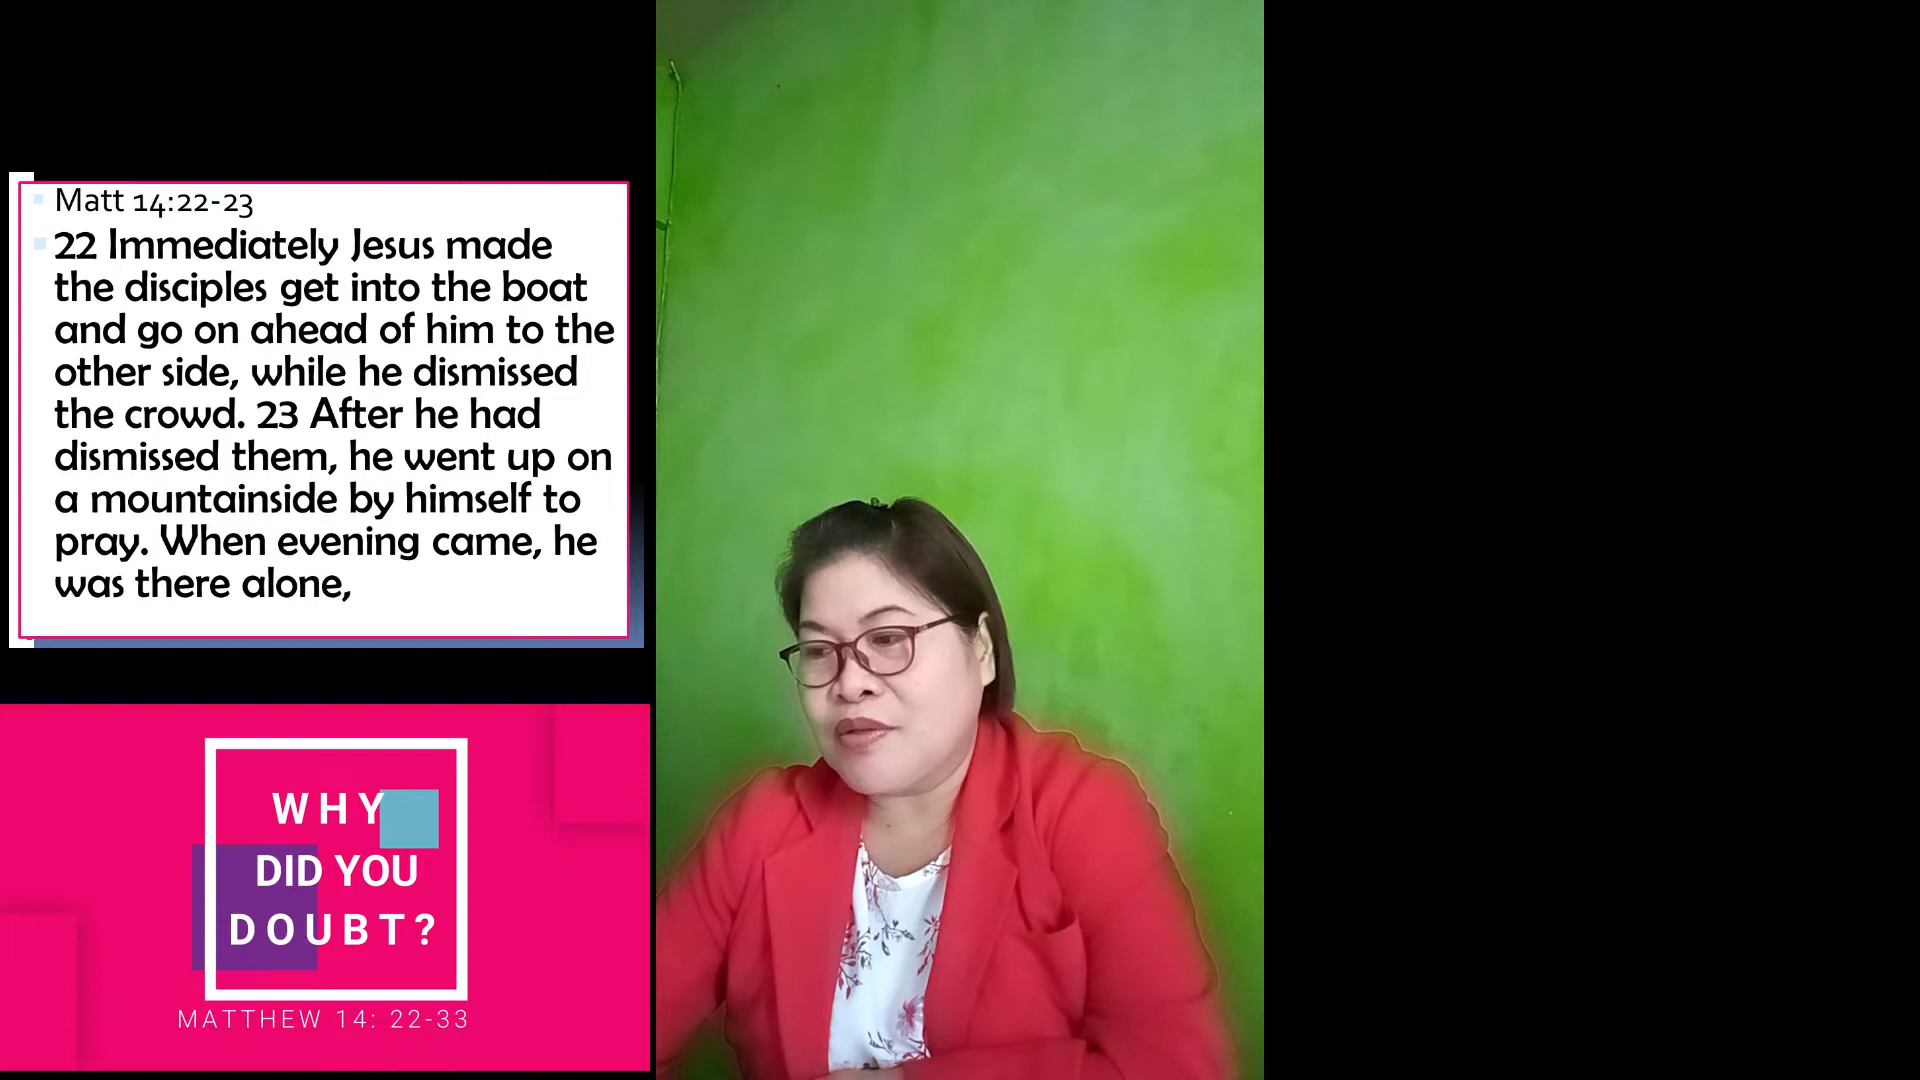 Matt 14:22-23
22 Immediately Jesus made
the disciples get into the boat
and go on ahead of him to the
other side, while he dismissed
the crowd. 23 After he had
dismissed them, he went up on
a mountainside by himself to
pray. When evening came, he
was there alone,
WHY
DID YOU
DOUBT?
MATTHEW 14: 22-33